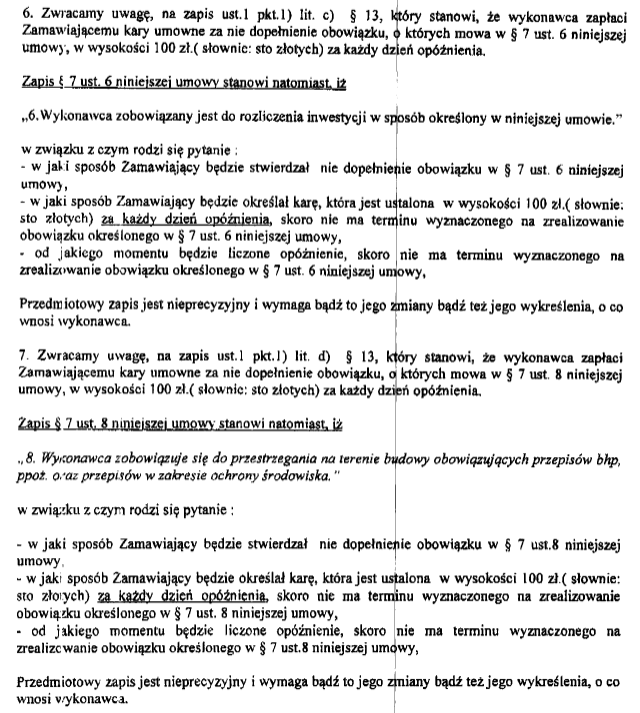 6. Zwracamy uwagę, na zapis ust.1 pkt.1) lit. c) § 13, który stanowi, że wykonawca zapłaci
Zamawiającemu kary umowne za nie dopełnienie obowiązku, o których mowa w § 7 ust. 6 niniejszej
umowy, w wysokości 100 zł.( słownie: sto złotych) za każdy dzień opóźnienia.
Zapis § 7 ust. 6 niniejszej umowy stanowi natomiast, iż
„6.Wykonawca zobowiązany jest do rozliczenia inwestycji w sposób określony w niniejszej umowie.”
w związku z czym rodzi się pytanie :
- w jaki sposób Zamawiający będzie stwierdzał nie dopełnienie obowiązku w § 7 ust. 6 niniejszej
umowy,
- w jaki sposób Zamawiający będzie określał karę, która jest ustalona w wysokości 100 zł.( słownie:
sto złotych) za każdy dzień opóźnienia, skoro nie ma terminu wyznaczonego na zrealizowanie
obowiązku określonego w § 7 ust. 6 niniejszej umowy,
- od jakiego momentu będzie liczone opóźnienie, skoro nie ma terminu wyznaczonego na
zrealizowanie obowiązku określonego w § 7 ust. 6 niniejszej umowy,
Przedmiotowy zapis jest nieprecyzyjny i wymaga bądź to jego zmiany bądź też jego wykreślenia, o co
wnosi wykonawca.
7. Zwracamy uwagę, na zapis ust.1 pkt.1) lit. d) § 13, który stanowi, że wykonawca zapłaci
Zamawiającemu kary umowne za nie dopełnienie obowiązku, o których mowa w § 7 ust. 8 niniejszej
umowy, w wysokości 100 zł.( słownie: sto złotych) za każdy dzień opóźnienia.
Zapis § 7 ust. 8 niniejszej umowy stanowi natomiast, iż
„8. Wykonawca zobowiązuje się do przestrzegania na terenie budowy obowiązujących przepisów bhp,
ppoż. oraz przepisów w zakresie ochrony środowiska.”
w związku z czym rodzi się pytanie :
- w jaki sposób Zamawiający będzie stwierdzał nie dopełnienie obowiązku w § 7 ust.8 niniejszej
umowy,
- w jaki sposób Zamawiający będzie określał karę, która jest ustalona w wysokości 100 zł.( słownie:
sto złotych) za każdy dzień opóźnienia, skoro nie ma terminu wyznaczonego na zrealizowanie
obowiązku określonego w § 7 ust. 8 niniejszej umowy,
- od jakiego momentu będzie liczone opóźnienie, skoro nie ma terminu wyznaczonego na
zrealizowanie obowiązku określonego w § 7 ust.8 niniejszej umowy,
Przedmiotowy zapis jest nieprecyzyjny i wymaga bądź to jego zmiany bądź też jego wykreślenia, o co
wnosi wykonawca.